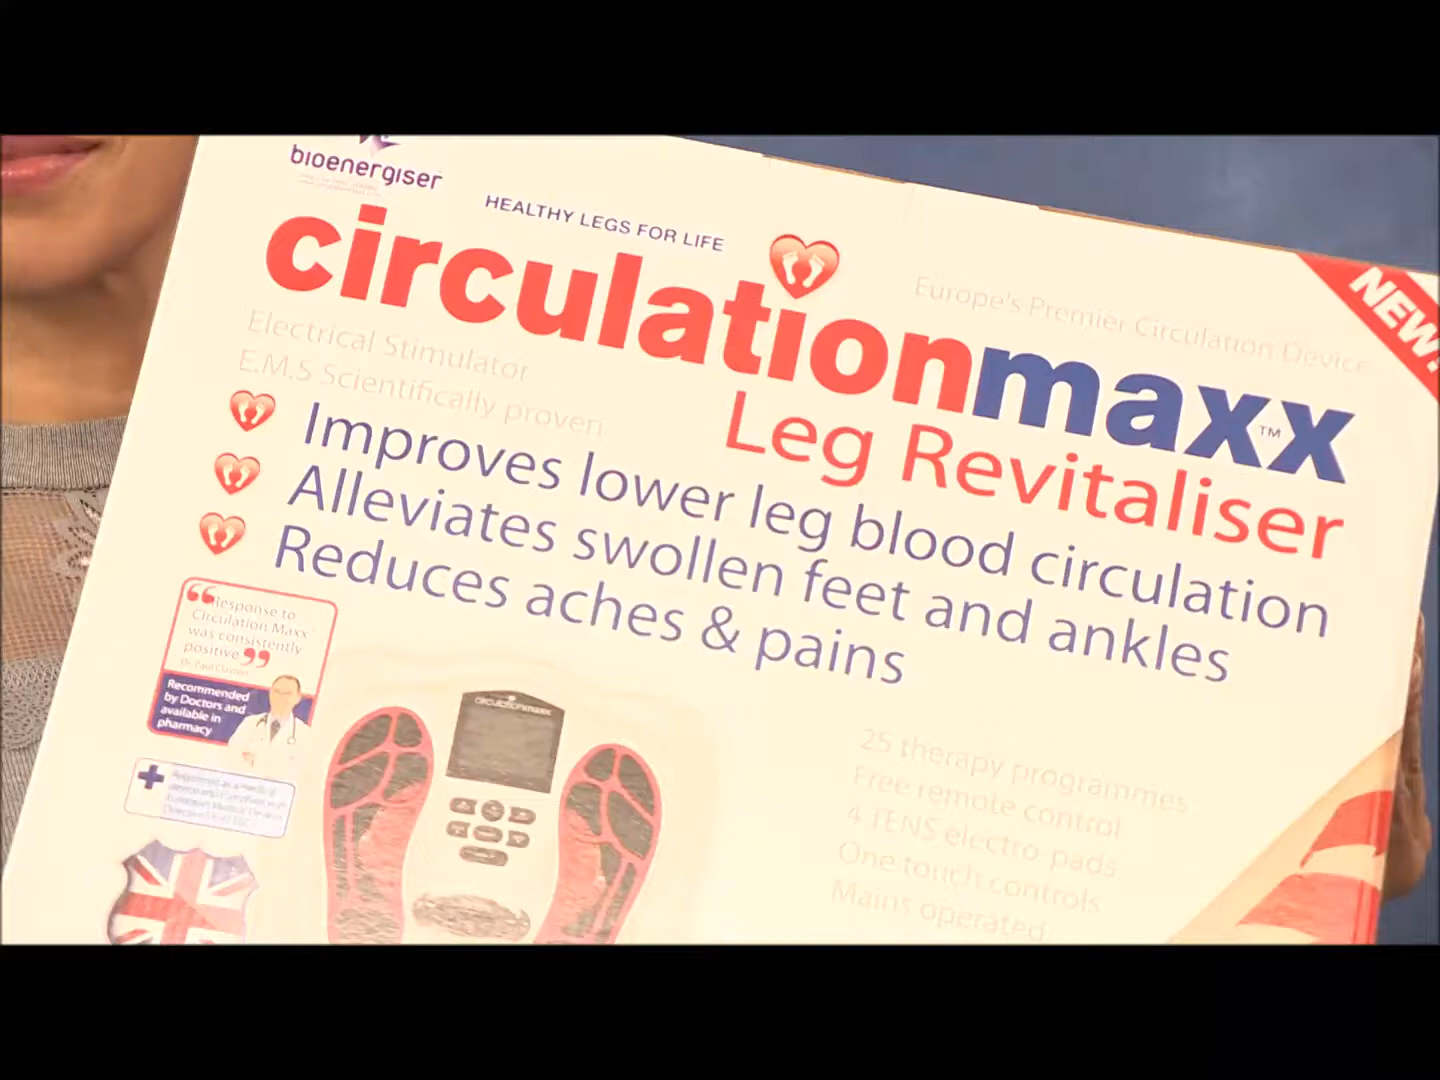 bioenergiser
HEALTHY LEGS FOR LIFE
circulationmaxx™
Europe's Premier Circulation Device
Leg Revitaliser
NEW!
Electrical Stimulator
E.M.S Scientifically proven
Improves lower leg blood circulation
Alleviates swollen feet and ankles
Reduces aches & pains
“Response to
Circulation Maxx
was consistently
positive”
Dr. Paul Clayton
Recommended
by Doctors and
available in
pharmacy
circulationmaxx
25 therapy programmes
Free remote control
4 TENS electro pads
One touch controls
Mains operated